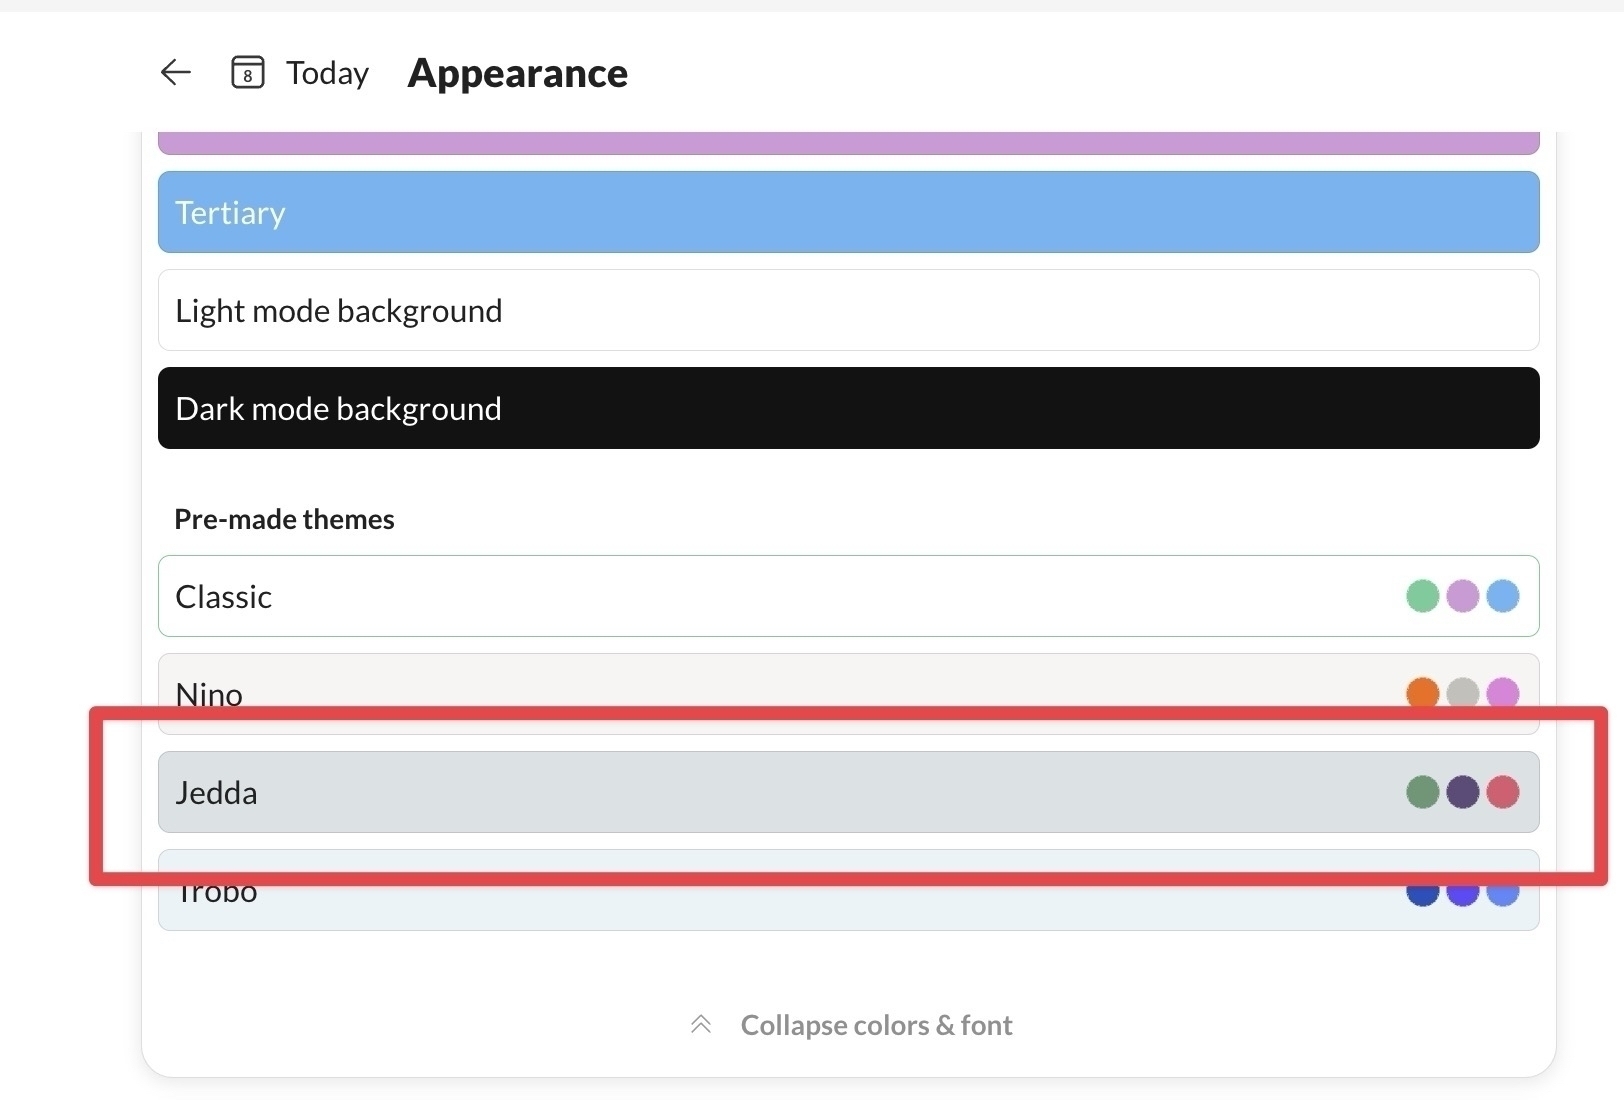 8 Today Appearance
Tertiary
Light mode background
Dark mode background
Pre-made themes
Classic
Nino
Jedda
Trobo
Collapse colors & font